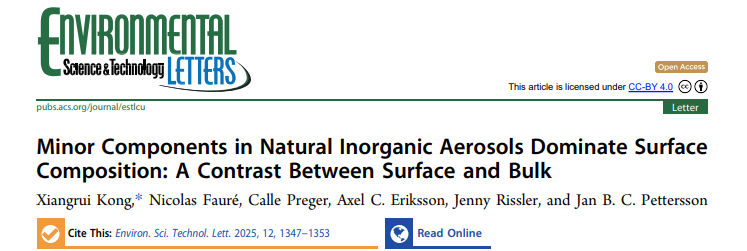 ENVIRONMENTAL
Science & Technology LETTERS
Open Access
This article is licensed under CC-BY 4.0
pubs.acs.org/journal/estlcu
Letter
Minor Components in Natural Inorganic Aerosols Dominate Surface
Composition: A Contrast Between Surface and Bulk
Xiangrui Kong,* Nicolas Fauré, Calle Preger, Axel C. Eriksson, Jenny Rissler, and Jan B. C. Pettersson
Cite This: Environ. Sci. Technol. Lett. 2025, 12, 1347–1353
Read Online